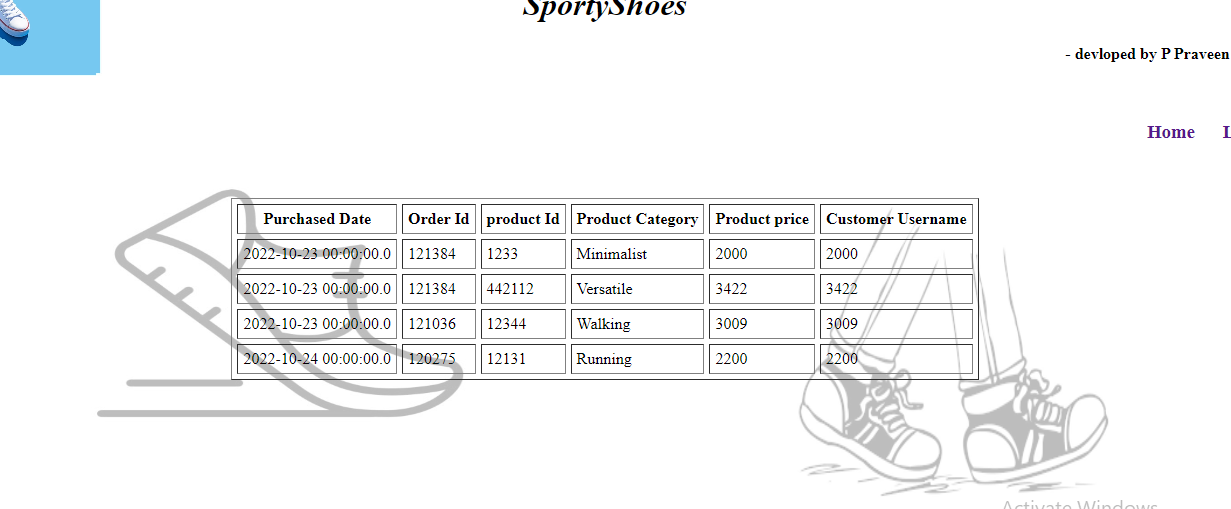 SportyShoes
- devloped by P Praveen
Home L
Purchased Date Order Id product Id Product Category Product price Customer Username
2022-10-23 00:00:00.0 121384 1233 Minimalist 2000 2000
2022-10-23 00:00:00.0 121384 442112 Versatile 3422 3422
2022-10-23 00:00:00.0 121036 12344 Walking 3009 3009
2022-10-24 00:00:00.0 120275 12131 Running 2200 2200
Activate Windows